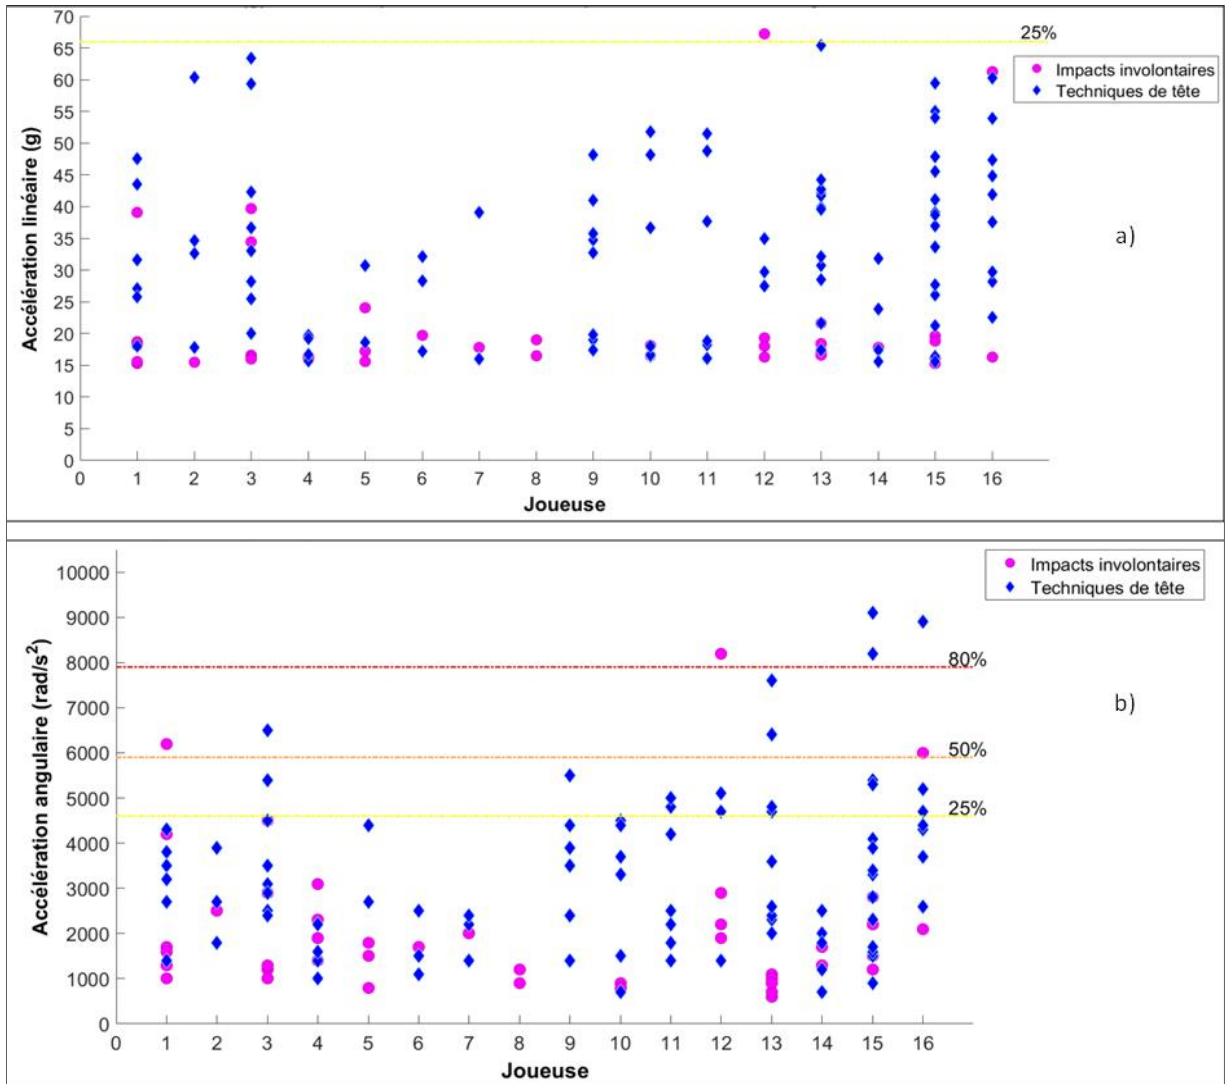 70
65
60
55
50
45
40
35
30
25
20
15
10
5
0
Accélération linéaire (g)
25%
Impacts involontaires
Techniques de tête
a)
0 1 2 3 4 5 6 7 8 9 10 11 12 13 14 15 16
Joueuse
10000
9000
8000
7000
6000
5000
4000
3000
2000
1000
0
Accélération angulaire (rad/s²)
Impacts involontaires
Techniques de tête
80%
50%
25%
b)
0 1 2 3 4 5 6 7 8 9 10 11 12 13 14 15 16
Joueuse